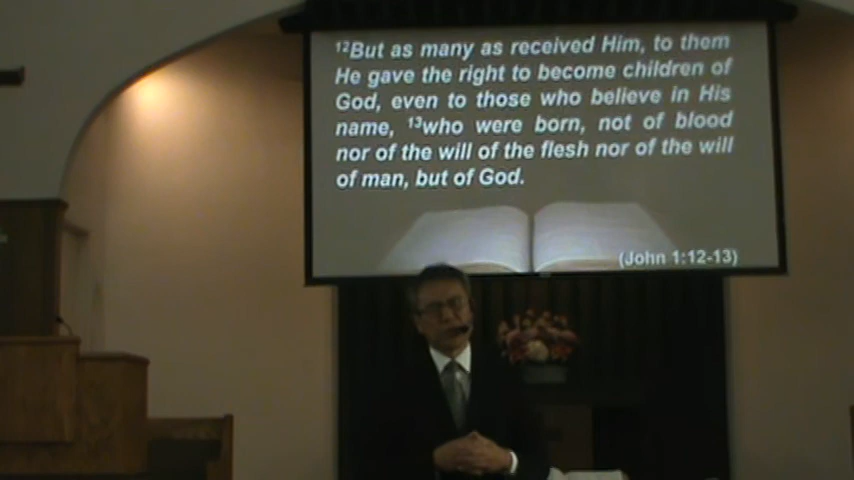 ¹²But as many as received Him, to them
He gave the right to become children of
God, even to those who believe in His
name, ¹³who were born, not of blood
nor of the will of the flesh nor of the will
of man, but of God.
(John 1:12-13)